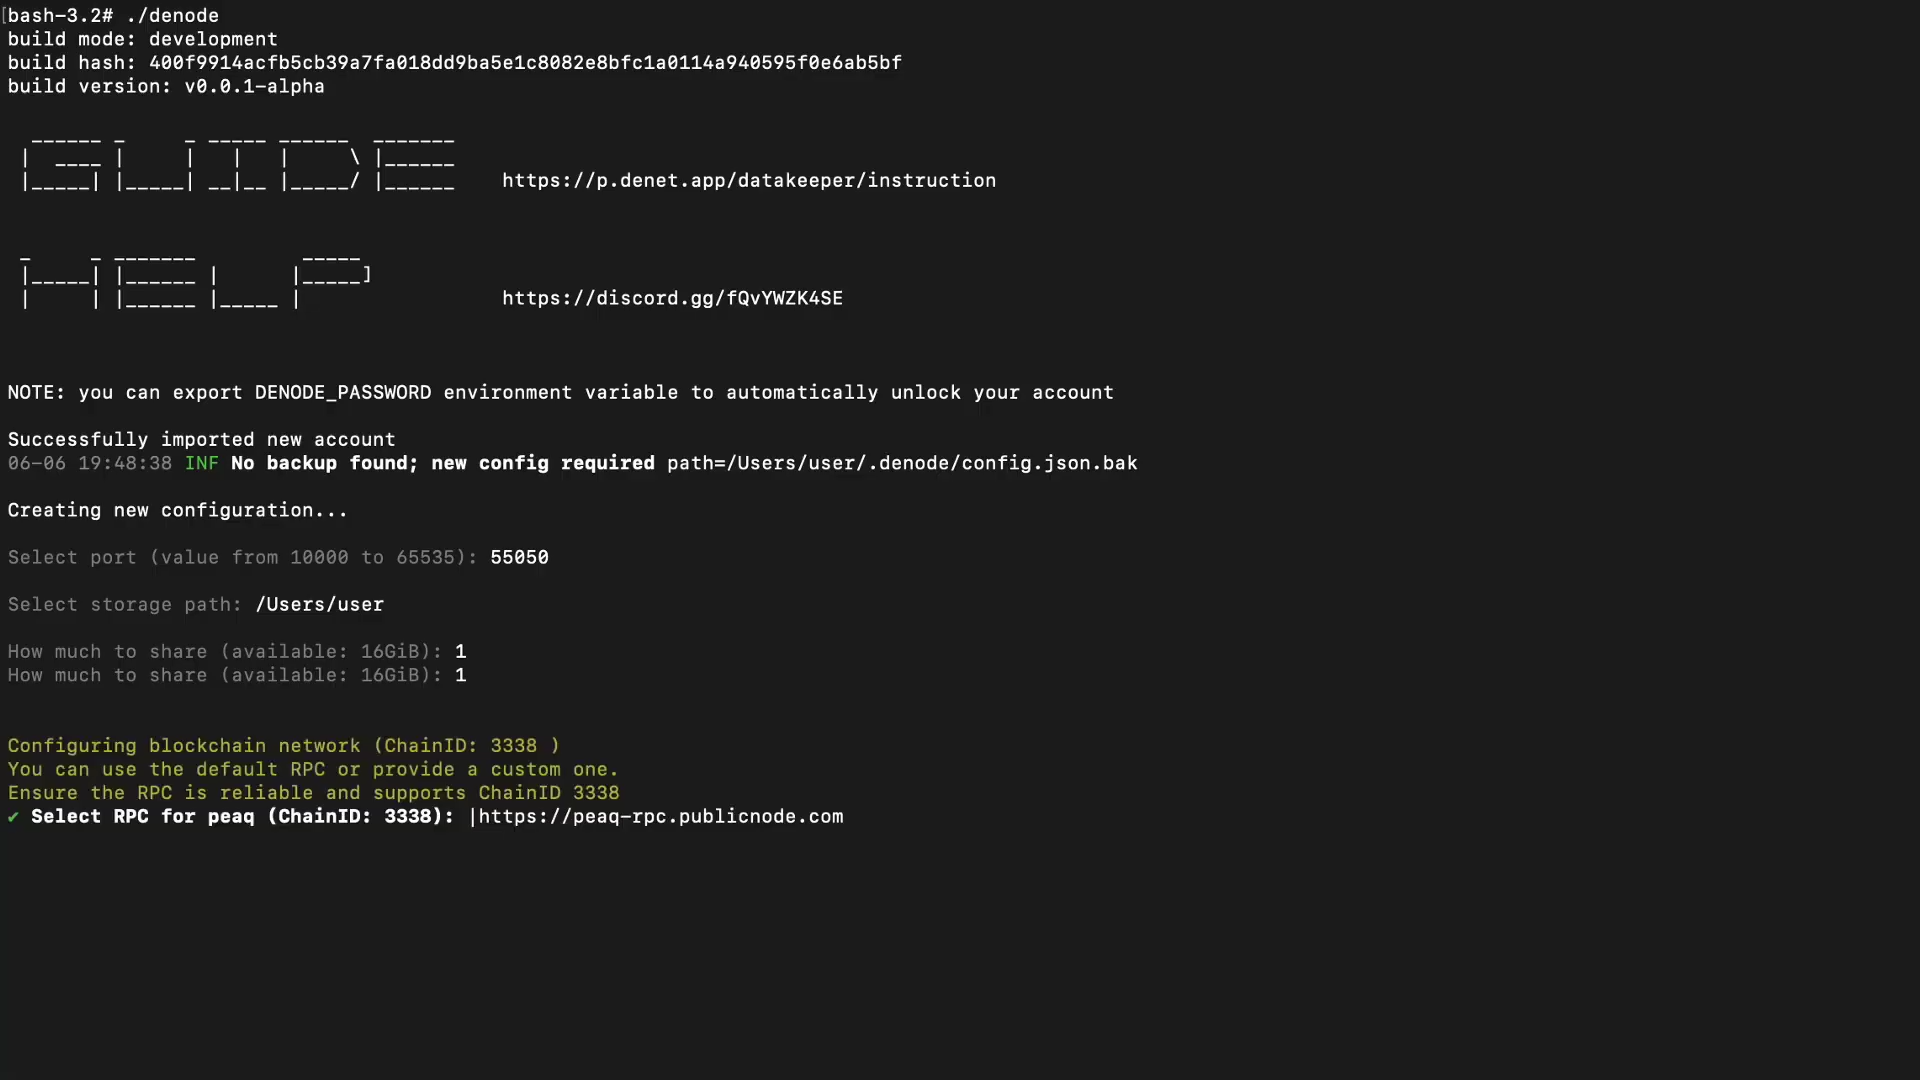 bash-3.2# ./denode
build mode: development
build hash: 400f9914acfb5cb39a7fa018dd9ba5e1c8082e8bfc1a0114a940595f0e6ab5bf
build version: v0.0.1-alpha
GUIDE https://p.denet.app/datakeeper/instruction
HELP https://discord.gg/fQvYWZK4SE
NOTE: you can export DENODE_PASSWORD environment variable to automatically unlock your account
Successfully imported new account
06-06 19:48:38 INF No backup found; new config required path=/Users/user/.denode/config.json.bak
Creating new configuration...
Select port (value from 10000 to 65535): 55050
Select storage path: /Users/user
How much to share (available: 16GiB): 1
How much to share (available: 16GiB): 1
Configuring blockchain network (ChainID: 3338 )
You can use the default RPC or provide a custom one.
Ensure the RPC is reliable and supports ChainID 3338
✔ Select RPC for peaq (ChainID: 3338): |https://peaq-rpc.publicnode.com